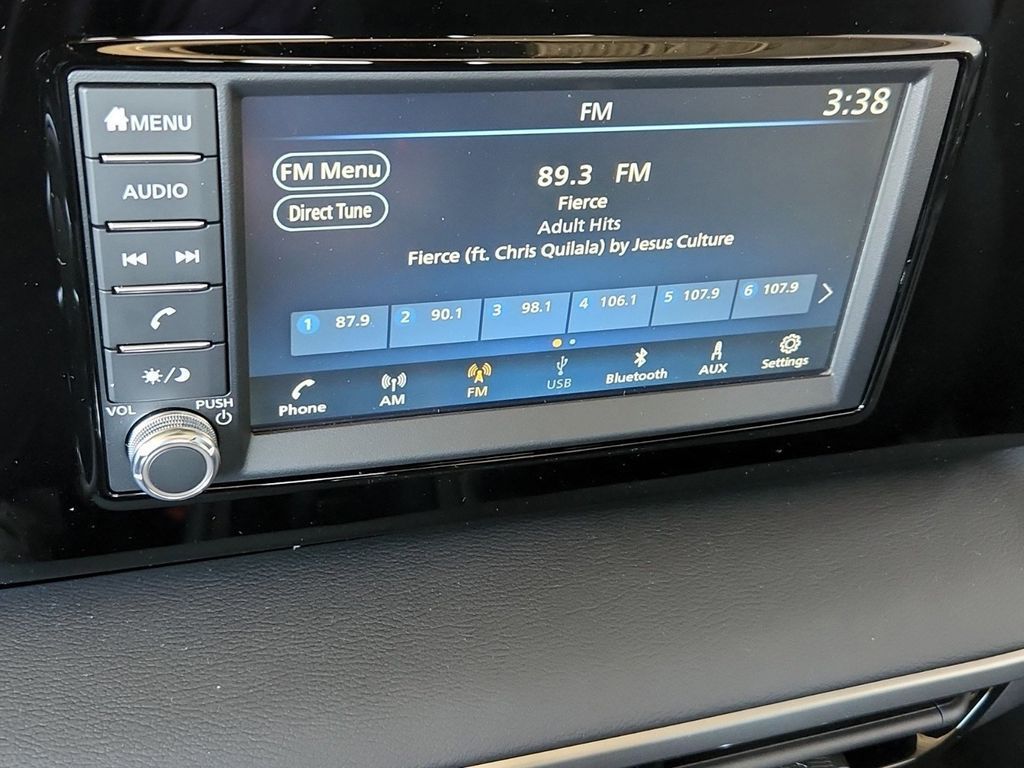 MENU
AUDIO
VOL
PUSH
FM
3:38
FM Menu
Direct Tune
89.3 FM
Fierce
Adult Hits
Fierce (ft. Chris Quilala) by Jesus Culture
1 87.9 2 90.1 3 98.1 4 106.1 5 107.9 6 107.9
Phone AM FM USB Bluetooth AUX Settings